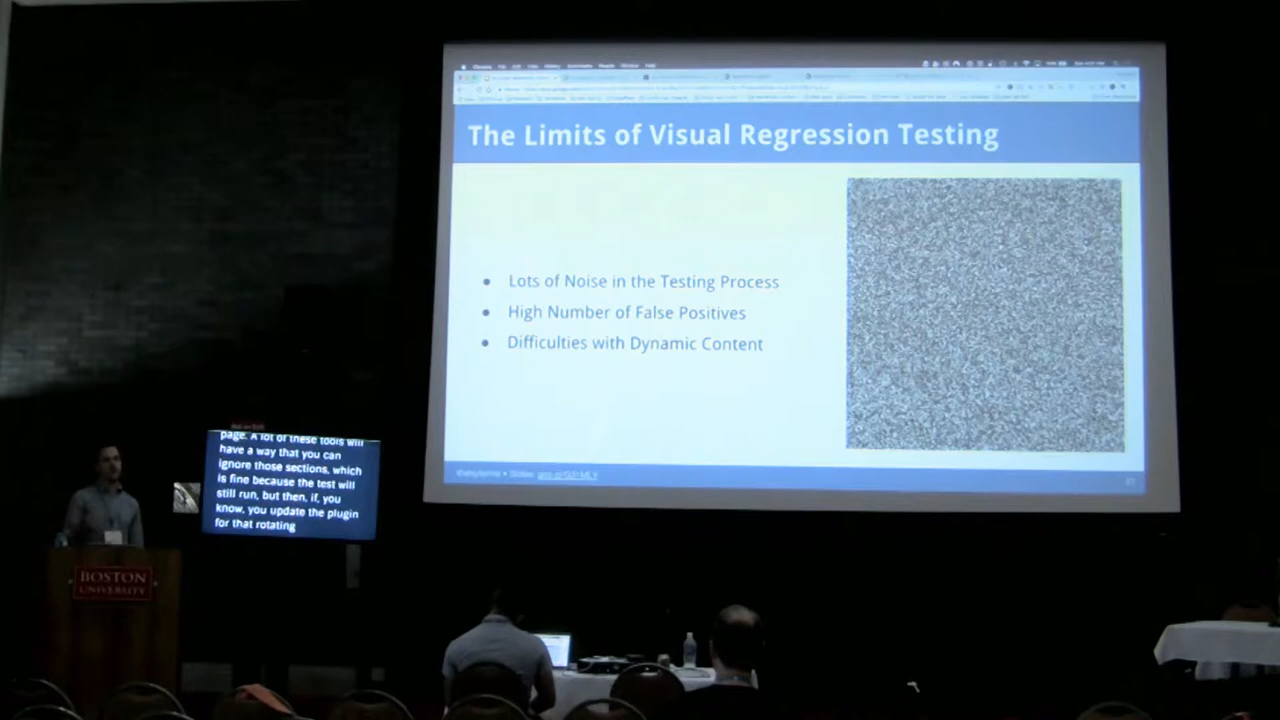 The Limits of Visual Regression Testing
● Lots of Noise in the Testing Process
● High Number of False Positives
● Difficulties with Dynamic Content
Slides:
page. A lot of these tools will
have a way that you can
ignore those sections, which
is fine because the test will
still run, but then, if, you
know, you update the plugin
for that rotating
BOSTON
UNIVERSITY